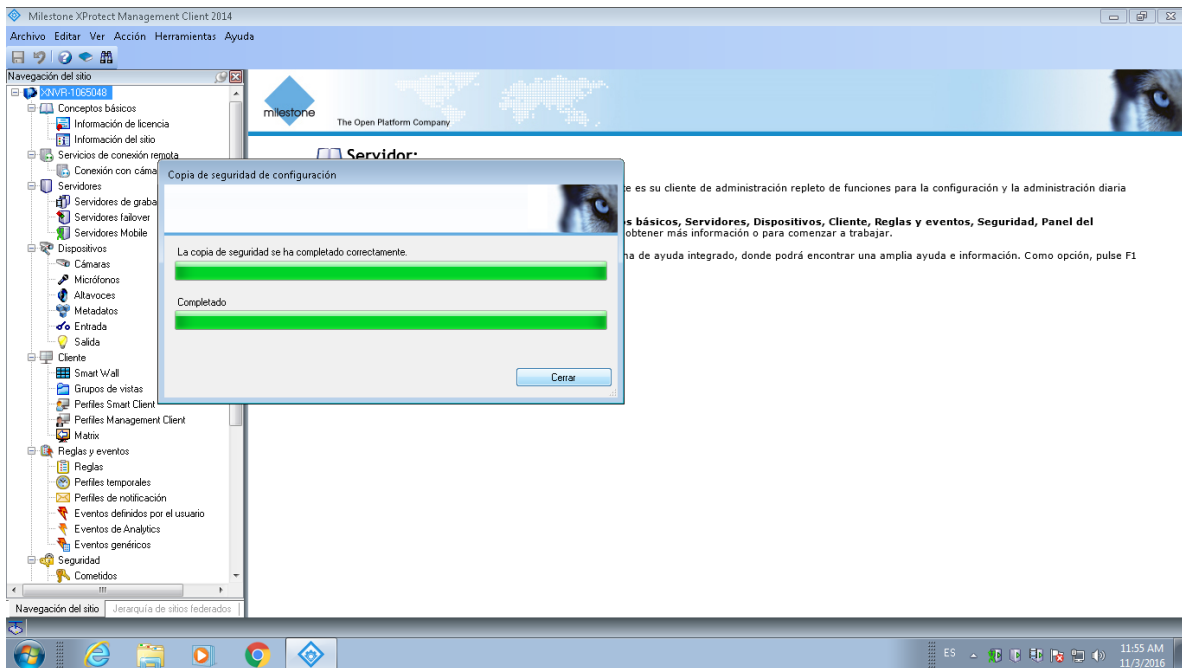 Milestone XProtect Management Client 2014
Archivo Editar Ver Acción Herramientas Ayuda
Navegación del sitio
XNVR-1065048
Conceptos básicos
Información de licencia
Información del sitio
Servicios de conexión remota
Conexión con cáma
Servidores
Servidores de graba
Servidores failover
Servidores Mobile
Dispositivos
Cámaras
Micrófonos
Altavoces
Metadatos
Entrada
Salida
Cliente
Smart Wall
Grupos de vistas
Perfiles Smart Client
Perfiles Management Client
Matrix
Reglas y eventos
Reglas
Perfiles temporales
Perfiles de notificación
Eventos definidos por el usuario
Eventos de Analytics
Eventos genéricos
Seguridad
Cometidos
Navegación del sitio
Jerarquía de sitios federados
milestone
The Open Platform Company
Servidor:
te es su cliente de administración repleto de funciones para la configuración y la administración diaria
s básicos, Servidores, Dispositivos, Cliente, Reglas y eventos, Seguridad, Panel del
obtener más información o para comenzar a trabajar.
na de ayuda integrado, donde podrá encontrar una amplia ayuda e información. Como opción, pulse F1
Copia de seguridad de configuración
La copia de seguridad se ha completado correctamente.
Completado
Cerrar
ES
11:55 AM
11/3/2016